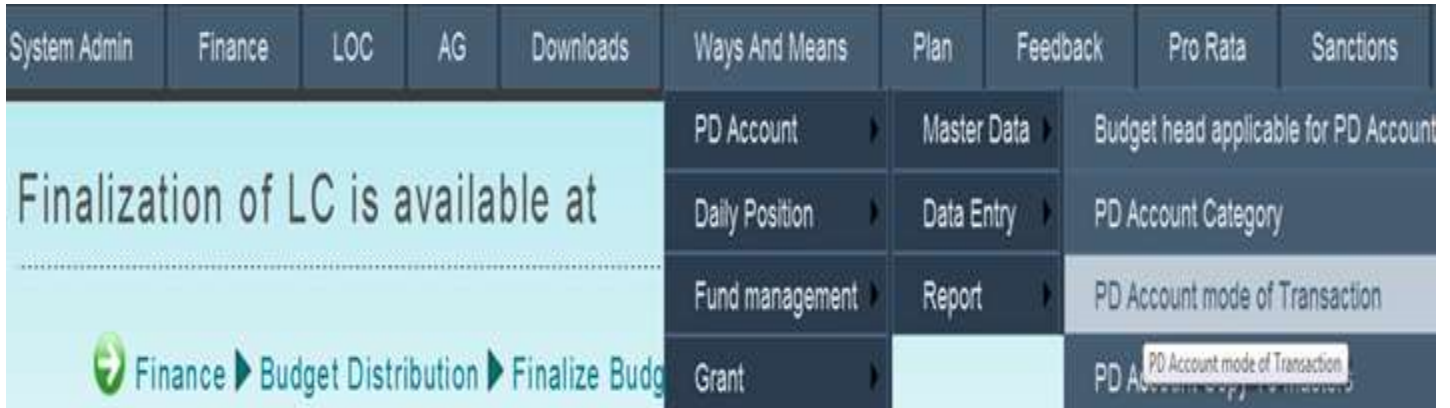 System Admin Finance LOC AG Downloads Ways And Means Plan Feedback Pro Rata Sanctions
PD Account Master Data Budget head applicable for PD Account
Finalization of LC is available at
Daily Position Data Entry PD Account Category
Fund management Report PD Account mode of Transaction
Finance Budget Distribution Finalize Budg
Grant
PD Account mode of Transaction
PD